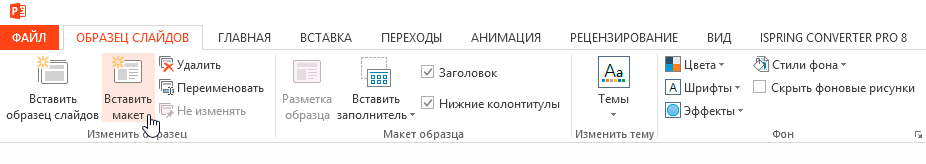 ФАЙЛ ОБРАЗЕЦ СЛАЙДОВ ГЛАВНАЯ ВСТАВКА ПЕРЕХОДЫ АНИМАЦИЯ РЕЦЕНЗИРОВАНИЕ ВИД ISPRING CONVERTER PRO 8
Вставить образец слайдов
Вставить макет
Удалить
Переименовать
Не изменять
Изменить образец
Разметка образца
Вставить заполнитель
Заголовок
Нижние колонтитулы
Макет образца
Aa
Темы
Изменить тему
Цвета
A Шрифты
Эффекты
Стили фона
Скрыть фоновые рисунки
Фон